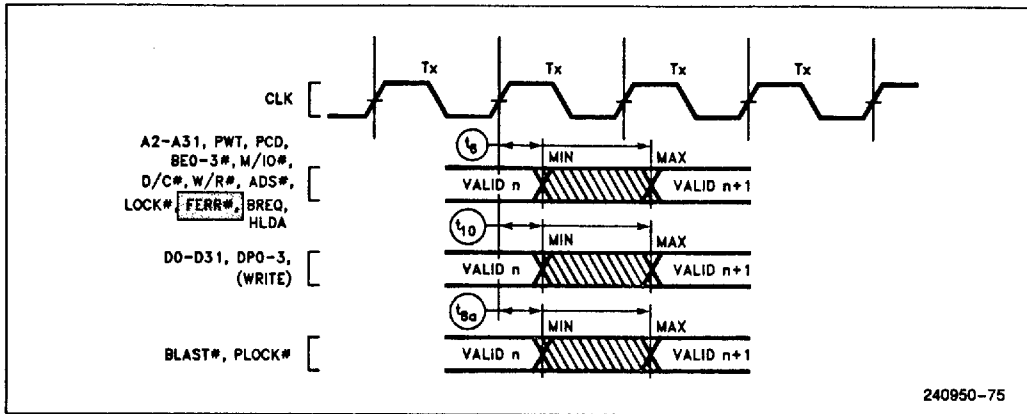 Tx Tx Tx Tx
CLK
A2-A31, PWT, PCD,
BE0-3#, M/IO#,
D/C#, W/R#, ADS#,
LOCK#, FERR#, BREQ,
HLDA
t6
MIN MAX
VALID n VALID n+1
D0-D31, DP0-3,
(WRITE)
t10
MIN MAX
VALID n VALID n+1
BLAST#, PLOCK#
t8a
MIN MAX
VALID n VALID n+1
240950-75